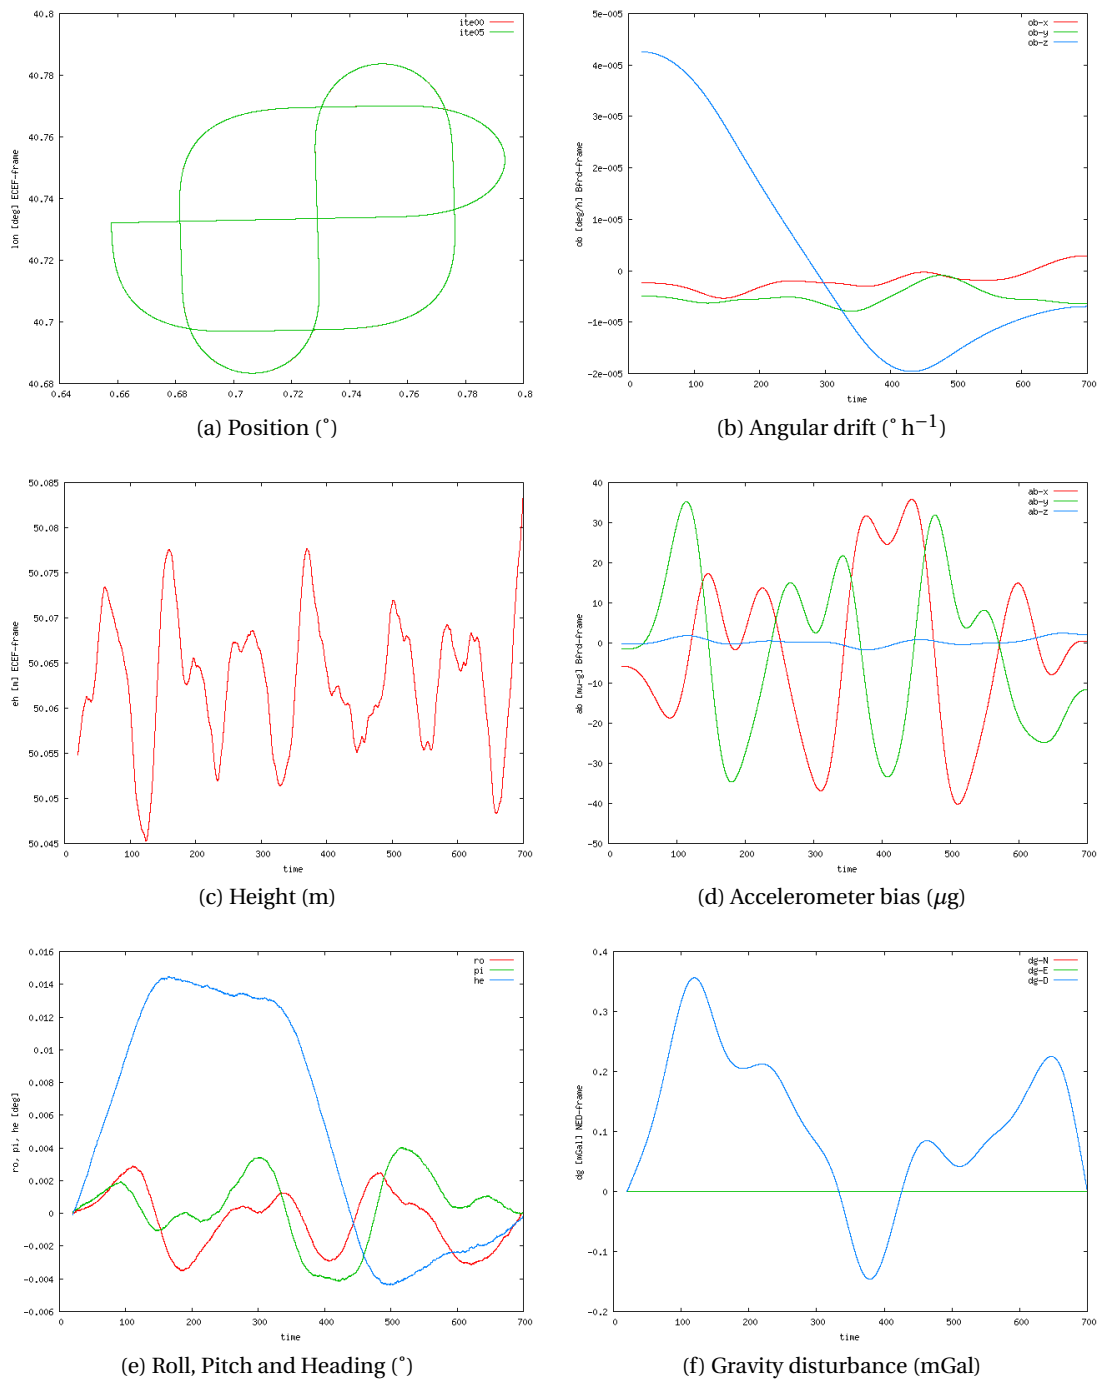 40.8
40.78
40.76
40.74
40.72
40.7
40.68
lon [deg] ECEF-frame
ite00
ite05
0.64 0.66 0.68 0.7 0.72 0.74 0.76 0.78 0.8
(a) Position (°)
5e-005
4e-005
3e-005
2e-005
1e-005
0
-1e-005
-2e-005
ob [deg/h] Bfrd-frame
ob-x
ob-y
ob-z
0 100 200 300 400 500 600 700
time
(b) Angular drift (° h−1)
50.085
50.08
50.075
50.07
50.065
50.06
50.055
50.05
50.045
eh [m] ECEF-frame
0 100 200 300 400 500 600 700
time
(c) Height (m)
40
30
20
10
0
-10
-20
-30
-40
-50
ab [mu-g] Bfrd-frame
ab-x
ab-y
ab-z
0 100 200 300 400 500 600 700
time
(d) Accelerometer bias (μg)
0.016
0.014
0.012
0.01
0.008
0.006
0.004
0.002
0
-0.002
-0.004
-0.006
ro, pi, he [deg]
ro
pi
he
0 100 200 300 400 500 600 700
time
(e) Roll, Pitch and Heading (°)
0.4
0.3
0.2
0.1
0
-0.1
-0.2
dg [mGal] NED-frame
dg-N
dg-E
dg-D
0 100 200 300 400 500 600 700
time
(f) Gravity disturbance (mGal)